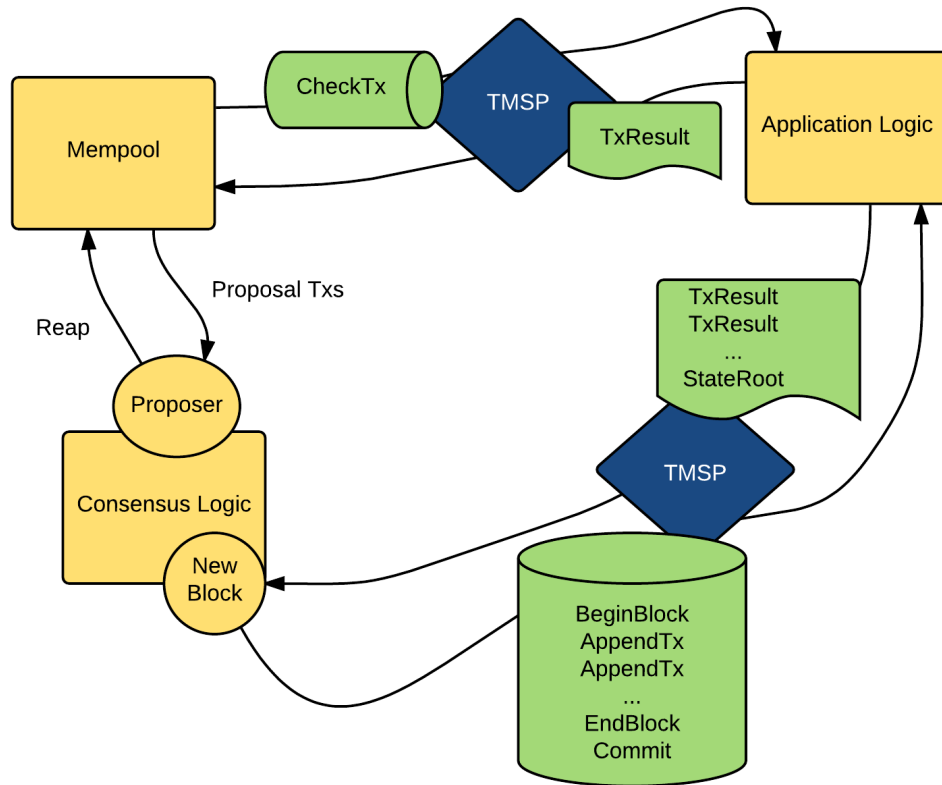 CheckTx
TMSP
TxResult
Application Logic
Mempool
Proposal Txs
Reap
TxResult
TxResult
...
StateRoot
Proposer
TMSP
Consensus Logic
New
Block
BeginBlock
AppendTx
AppendTx
...
EndBlock
Commit